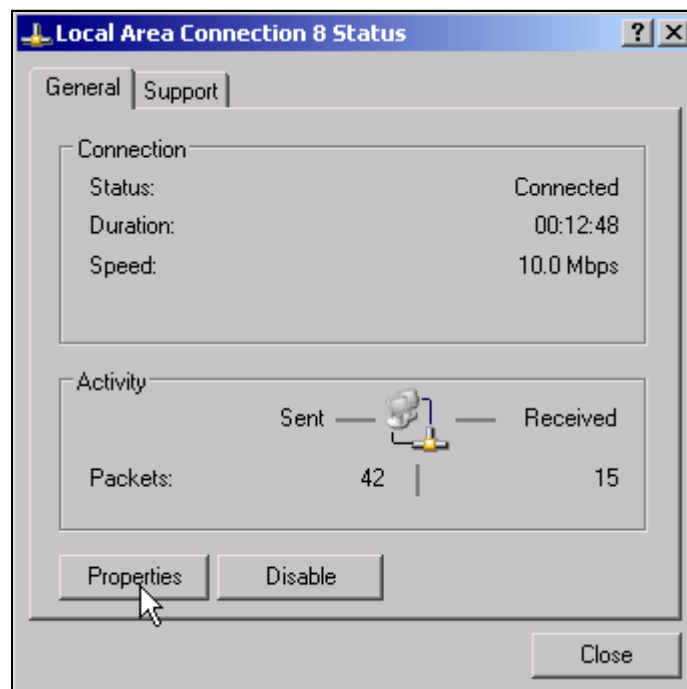 Local Area Connection 8 Status
General Support
Connection
Status: Connected
Duration: 00:12:48
Speed: 10.0 Mbps
Activity
Sent Received
Packets: 42 15
Properties Disable
Close